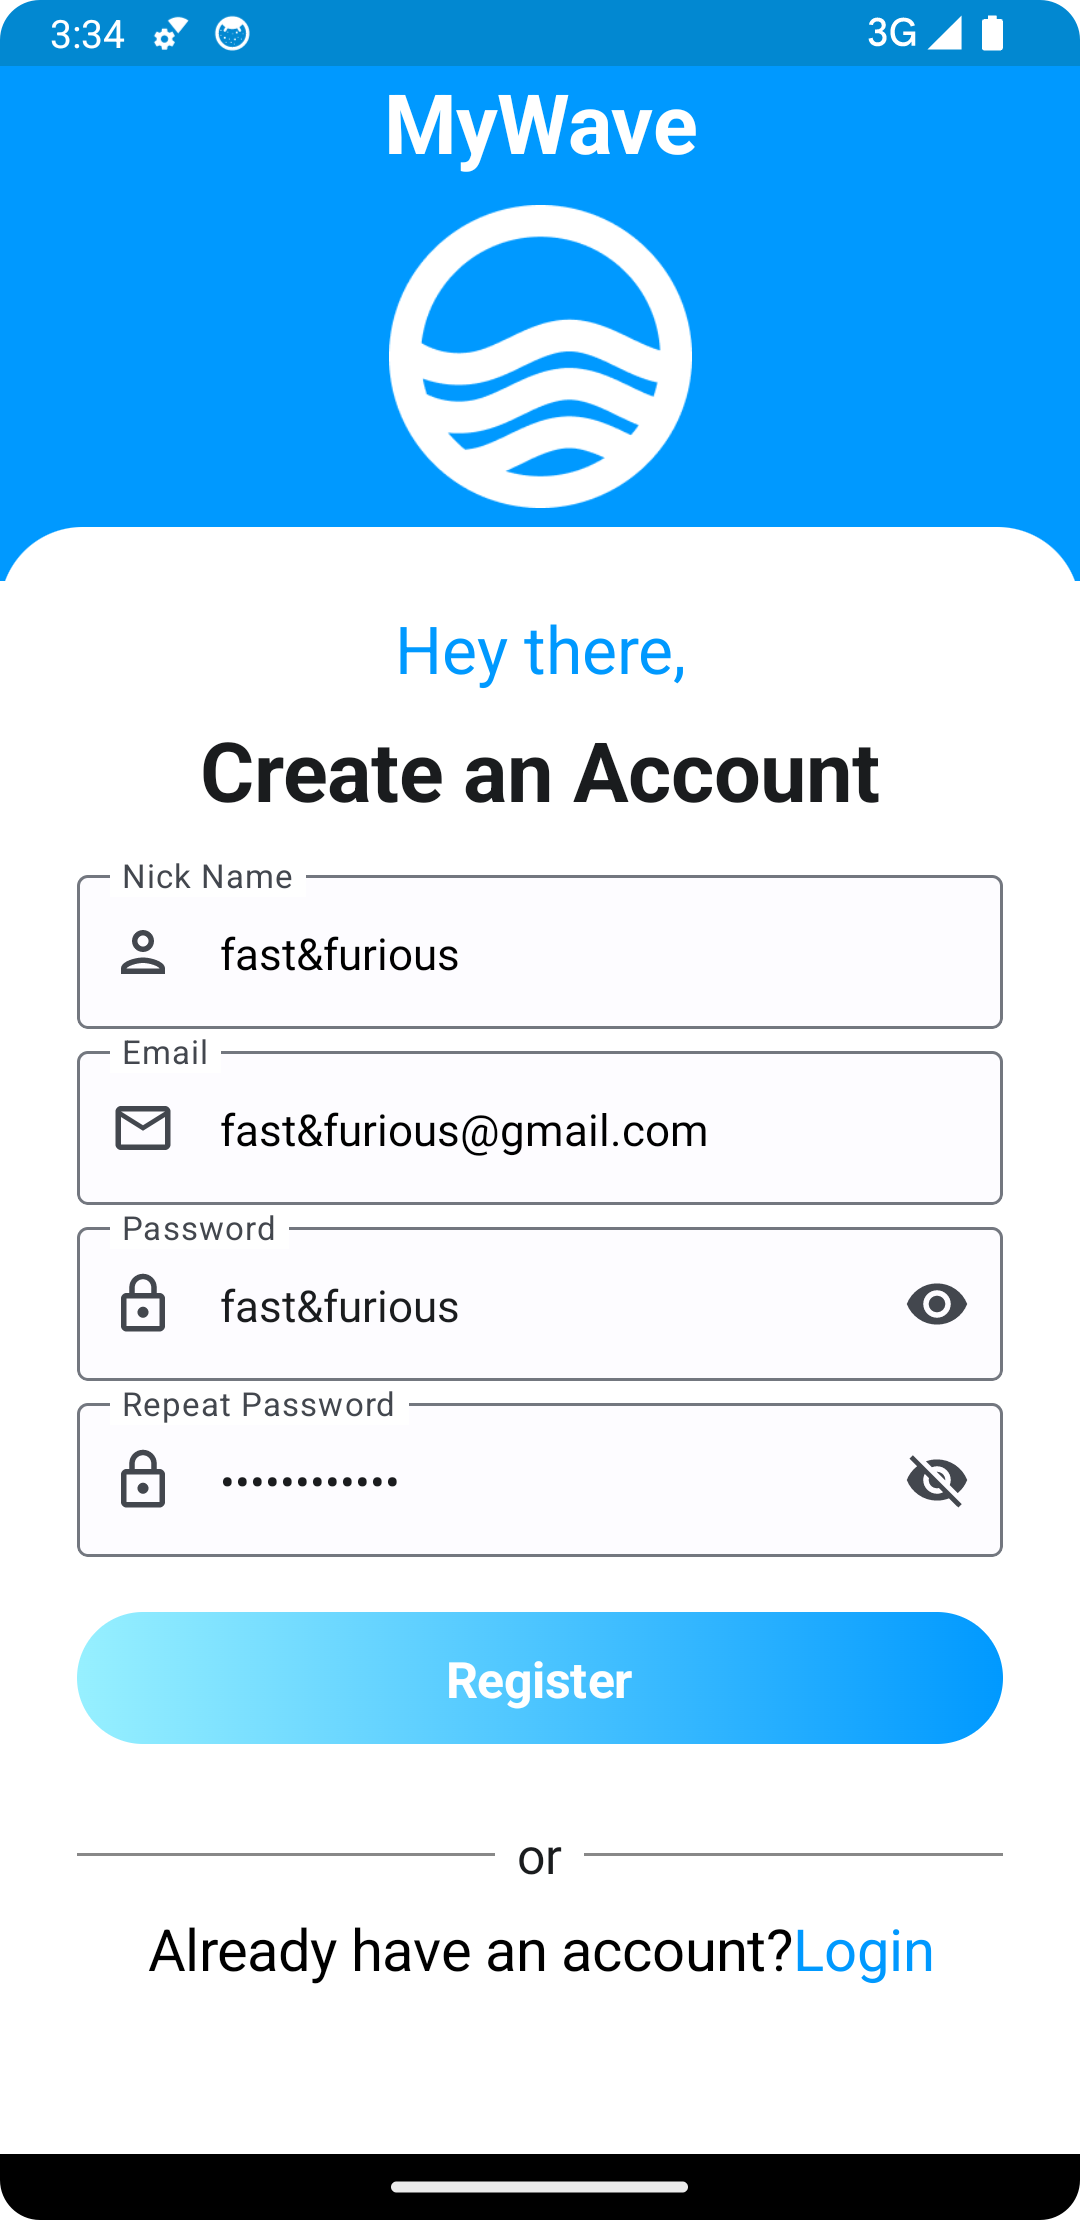 3:34 3G
MyWave
Hey there,
Create an Account
Nick Name
fast&furious
Email
fast&furious@gmail.com
Password
fast&furious
Repeat Password
••••••••••••
Register
or
Already have an account?Login